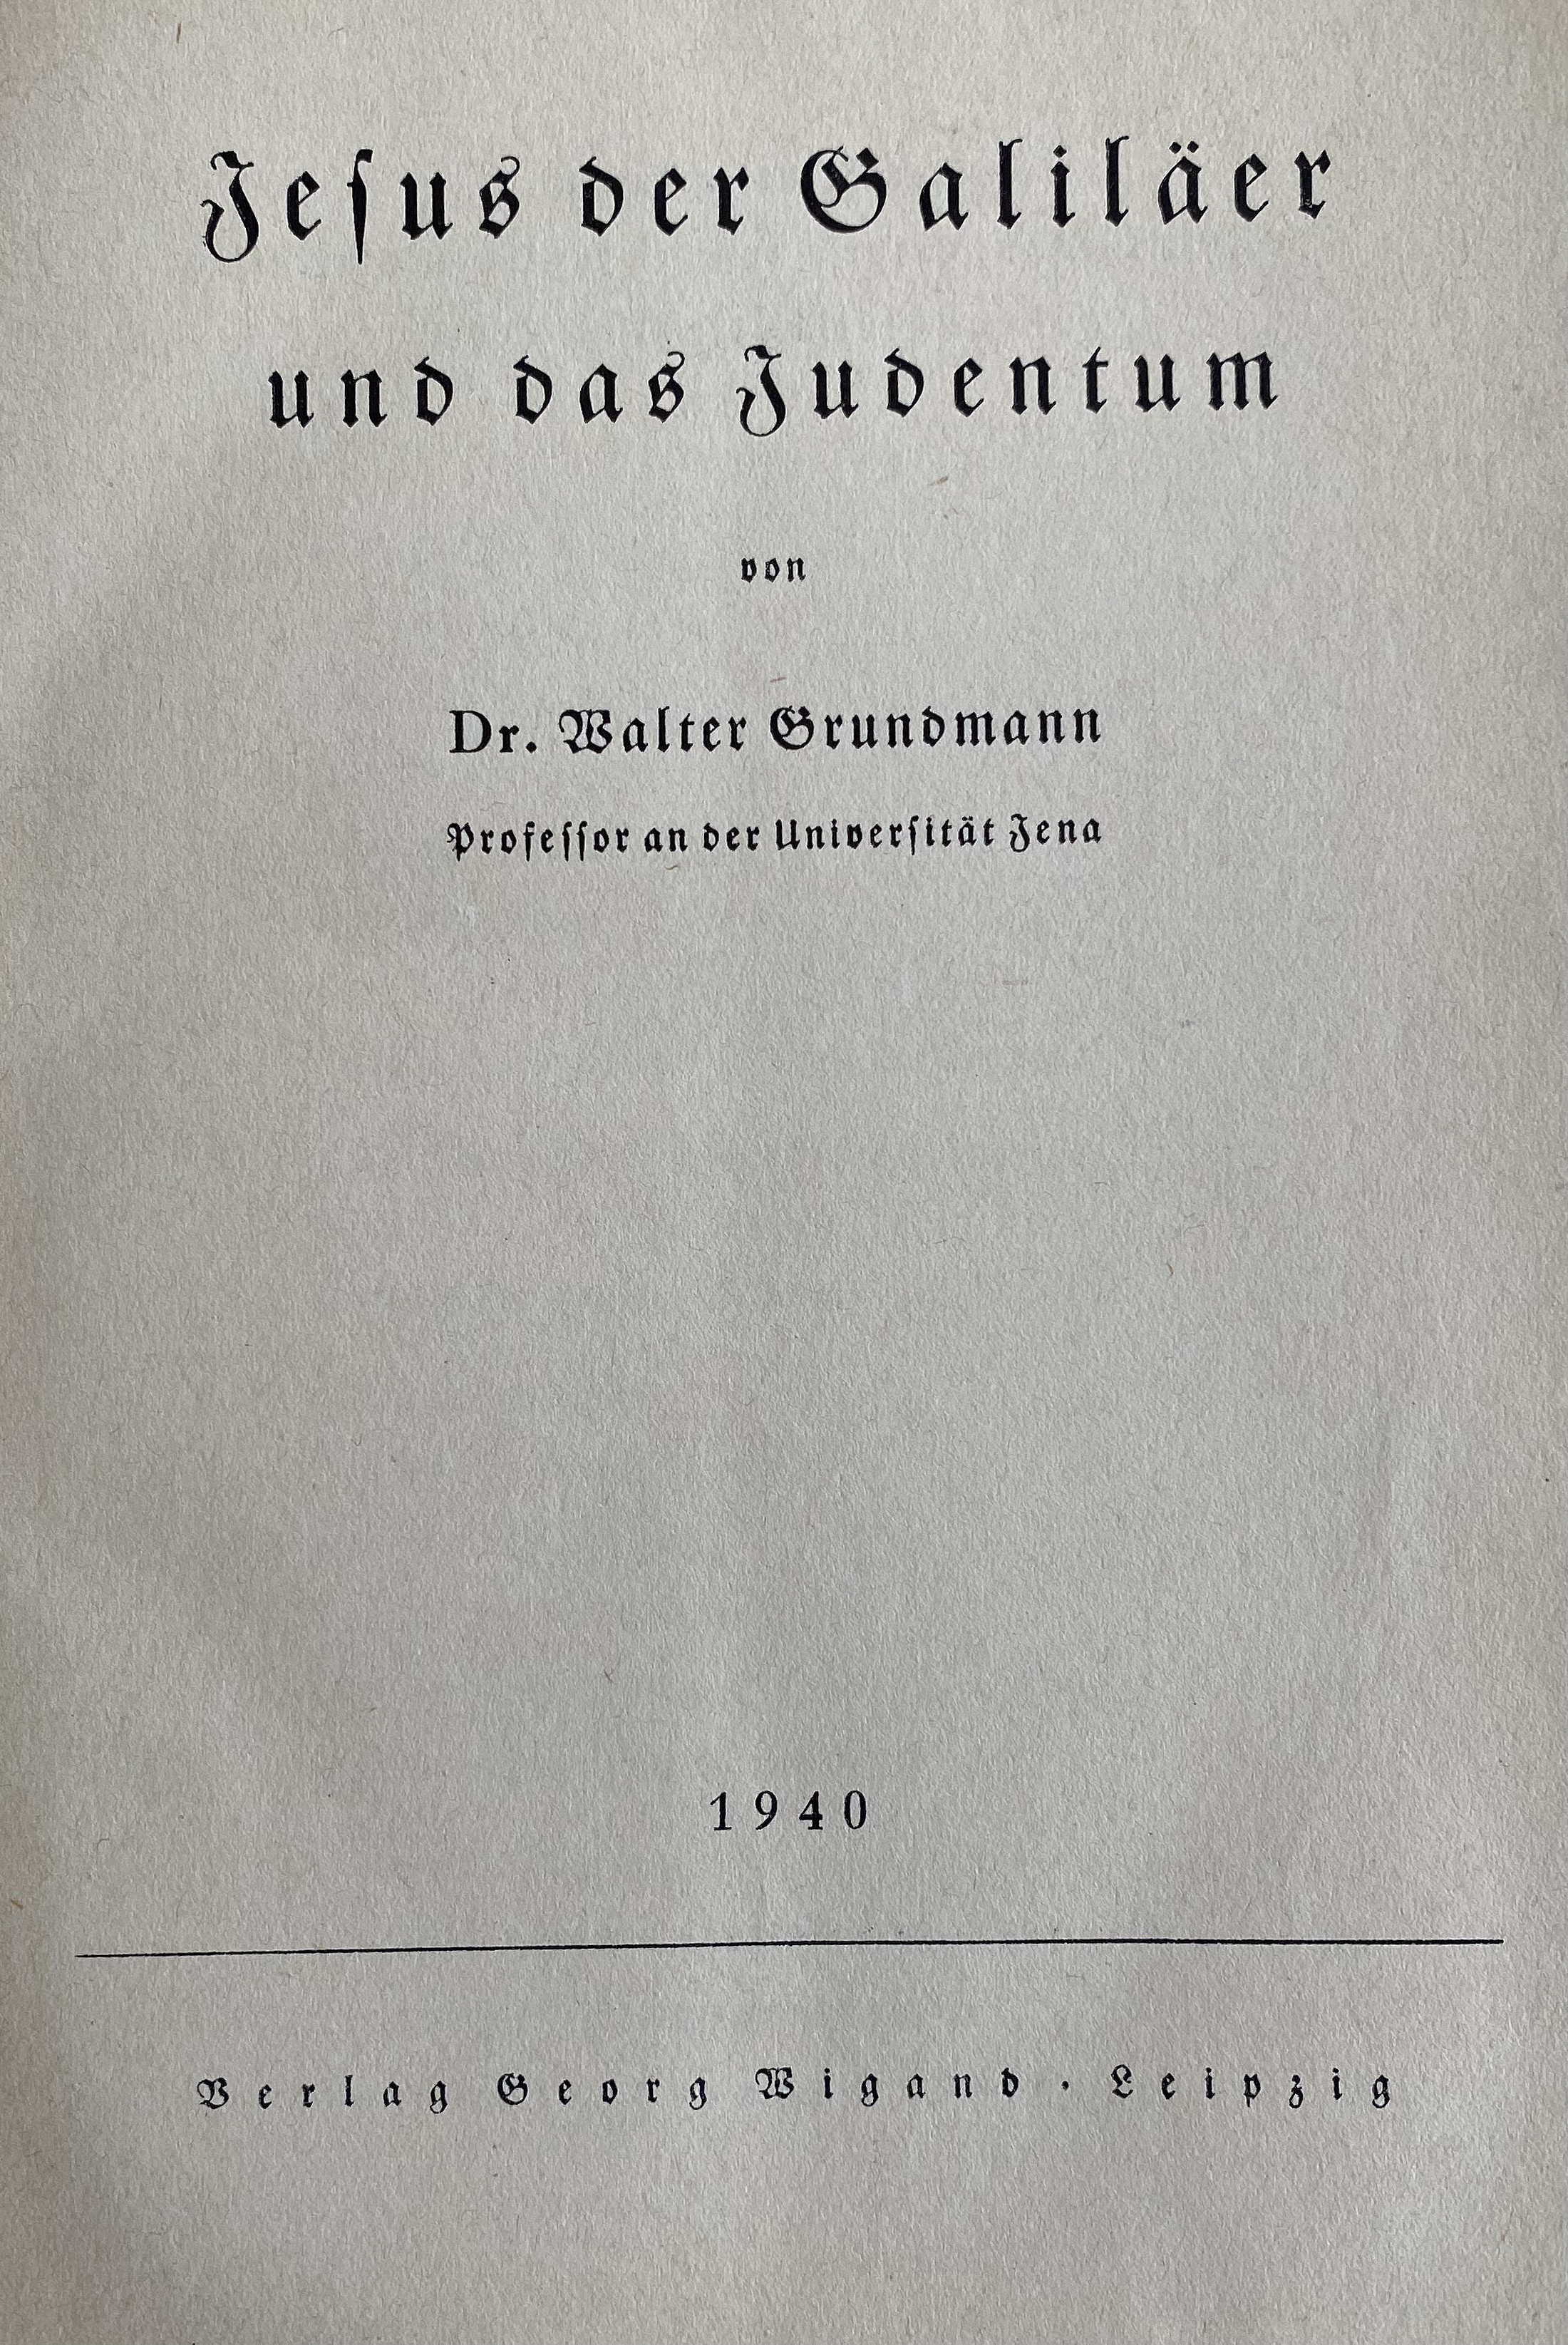 Jeſus der Galiläer
und das Judentum
von
Dr. Walter Grundmann
Profeſſor an der Univerſität Jena
1940
Verlag Georg Wigand · Leipzig